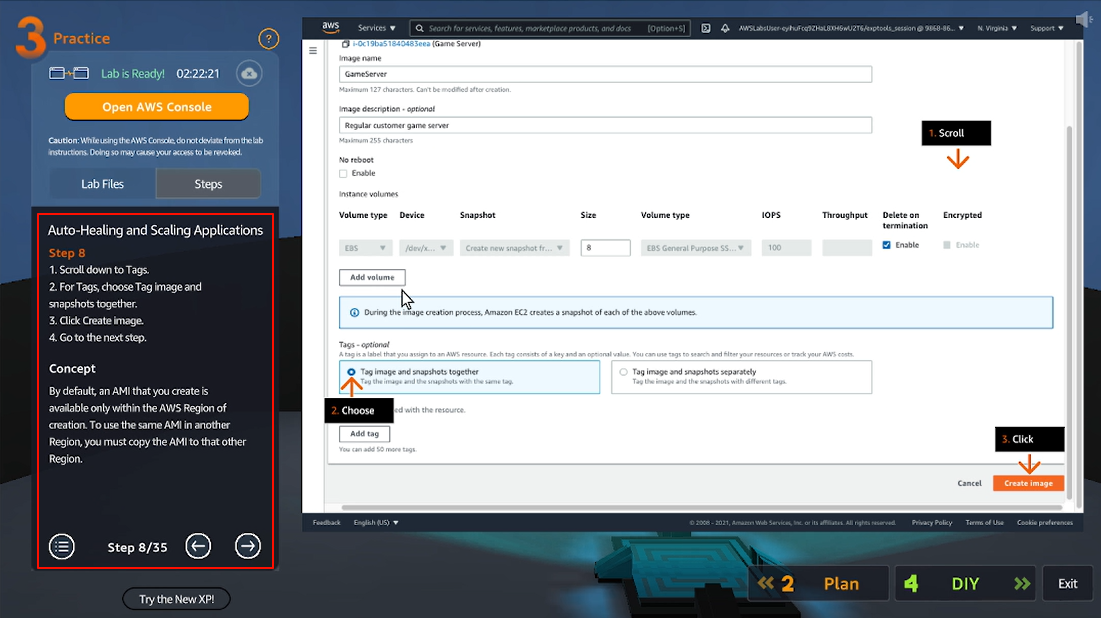 3 Practice
?
Lab is Ready! 02:22:21
Open AWS Console
Caution: While using the AWS Console, do not deviate from the lab
instructions. Doing so may cause your access to be revoked.
Lab Files
Steps
Auto-Healing and Scaling Applications
Step 8
1. Scroll down to Tags.
2. For Tags, choose Tag image and
snapshots together.
3. Click Create image.
4. Go to the next step.
Concept
By default, an AMI that you create is
available only within the AWS Region of
creation. To use the same AMI in another
Region, you must copy the AMI to that other
Region.
Step 8/35
Try the New XP!
aws
Services ▼
Search for services, features, marketplace products, and docs
[Option+S]
N. Virginia ▼
Support ▼
i-0c19ba51840483eea (Game Server)
Image name
GameServer
Maximum 127 characters. Can't be modified after creation.
Image description - optional
Regular customer game server
Maximum 255 characters
1. Scroll
No reboot
Enable
Instance volumes
Volume type
Device
Snapshot
Size
Volume type
IOPS
Throughput
Delete on
termination
Encrypted
EBS ▼
/dev/x... ▼
Create new snapshot fr... ▼
8
EBS General Purpose SS... ▼
100
Enable
Enable
Add volume
During the image creation process, Amazon EC2 creates a snapshot of each of the above volumes.
Tags - optional
A tag is a label that you assign to an AWS resource. Each tag consists of a key and an optional value. You can use tags to search and filter your resources or track your AWS costs.
Tag image and snapshots together
Tag the image and the snapshots with the same tag.
Tag image and snapshots separately
Tag the image and the snapshots with different tags.
2. Choose
with the resource.
Add tag
You can add 50 more tags.
3. Click
Cancel
Create image
Feedback
English (US) ▼
© 2008 - 2021, Amazon Web Services, Inc. or its affiliates. All rights reserved.
Privacy Policy
Terms of Use
Cookie preferences
2 Plan
4 DIY
Exit